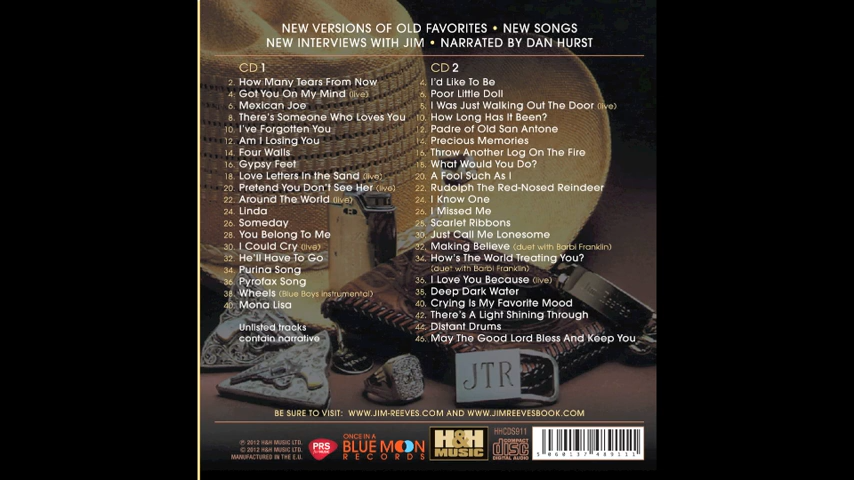 NEW VERSIONS OF OLD FAVORITES • NEW SONGS
NEW INTERVIEWS WITH JIM • NARRATED BY DAN HURST
CD 1
2. How Many Tears From Now
4. Got You On My Mind (live)
6. Mexican Joe
8. There's Someone Who Loves You
10. I've Forgotten You
12. Am I Losing You
14. Four Walls
16. Gypsy Feet
18. Love Letters In the Sand (live)
20. Pretend You Don't See Her (live)
22. Around The World (live)
24. Linda
26. Someday
28. You Belong To Me
30. I Could Cry (live)
32. He'll Have To Go
34. Purina Song
36. Pyrofax Song
38. Wheels (Blue Boys instrumental)
40. Mona Lisa
Unlisted tracks
contain narrative
CD 2
4. I'd Like To Be
6. Poor Little Doll
8. I Was Just Walking Out The Door (live)
10. How Long Has It Been?
12. Padre of Old San Antone
14. Precious Memories
16. Throw Another Log On The Fire
18. What Would You Do?
20. A Fool Such As I
22. Rudolph The Red-Nosed Reindeer
24. I Know One
26. I Missed Me
28. Scarlet Ribbons
30. Just Call Me Lonesome
32. Making Believe (duet with Barbi Franklin)
34. How's The World Treating You?
(duet with Barbi Franklin)
36. I Love You Because (live)
38. Deep Dark Water
40. Crying Is My Favorite Mood
42. There's A Light Shining Through
44. Distant Drums
46. May The Good Lord Bless And Keep You
JTR
BE SURE TO VISIT: WWW.JIM-REEVES.COM AND WWW.JIMREEVESBOOK.COM
℗ 2012 H&H MUSIC LTD.
© 2012 H&H MUSIC LTD.
MANUFACTURED IN THE E.U.
PRS
ONCE IN A
BLUE MOON
RECORDS
H&H
MUSIC
HHCDS911
COMPACT
disc
DIGITAL AUDIO
5 060137 489111